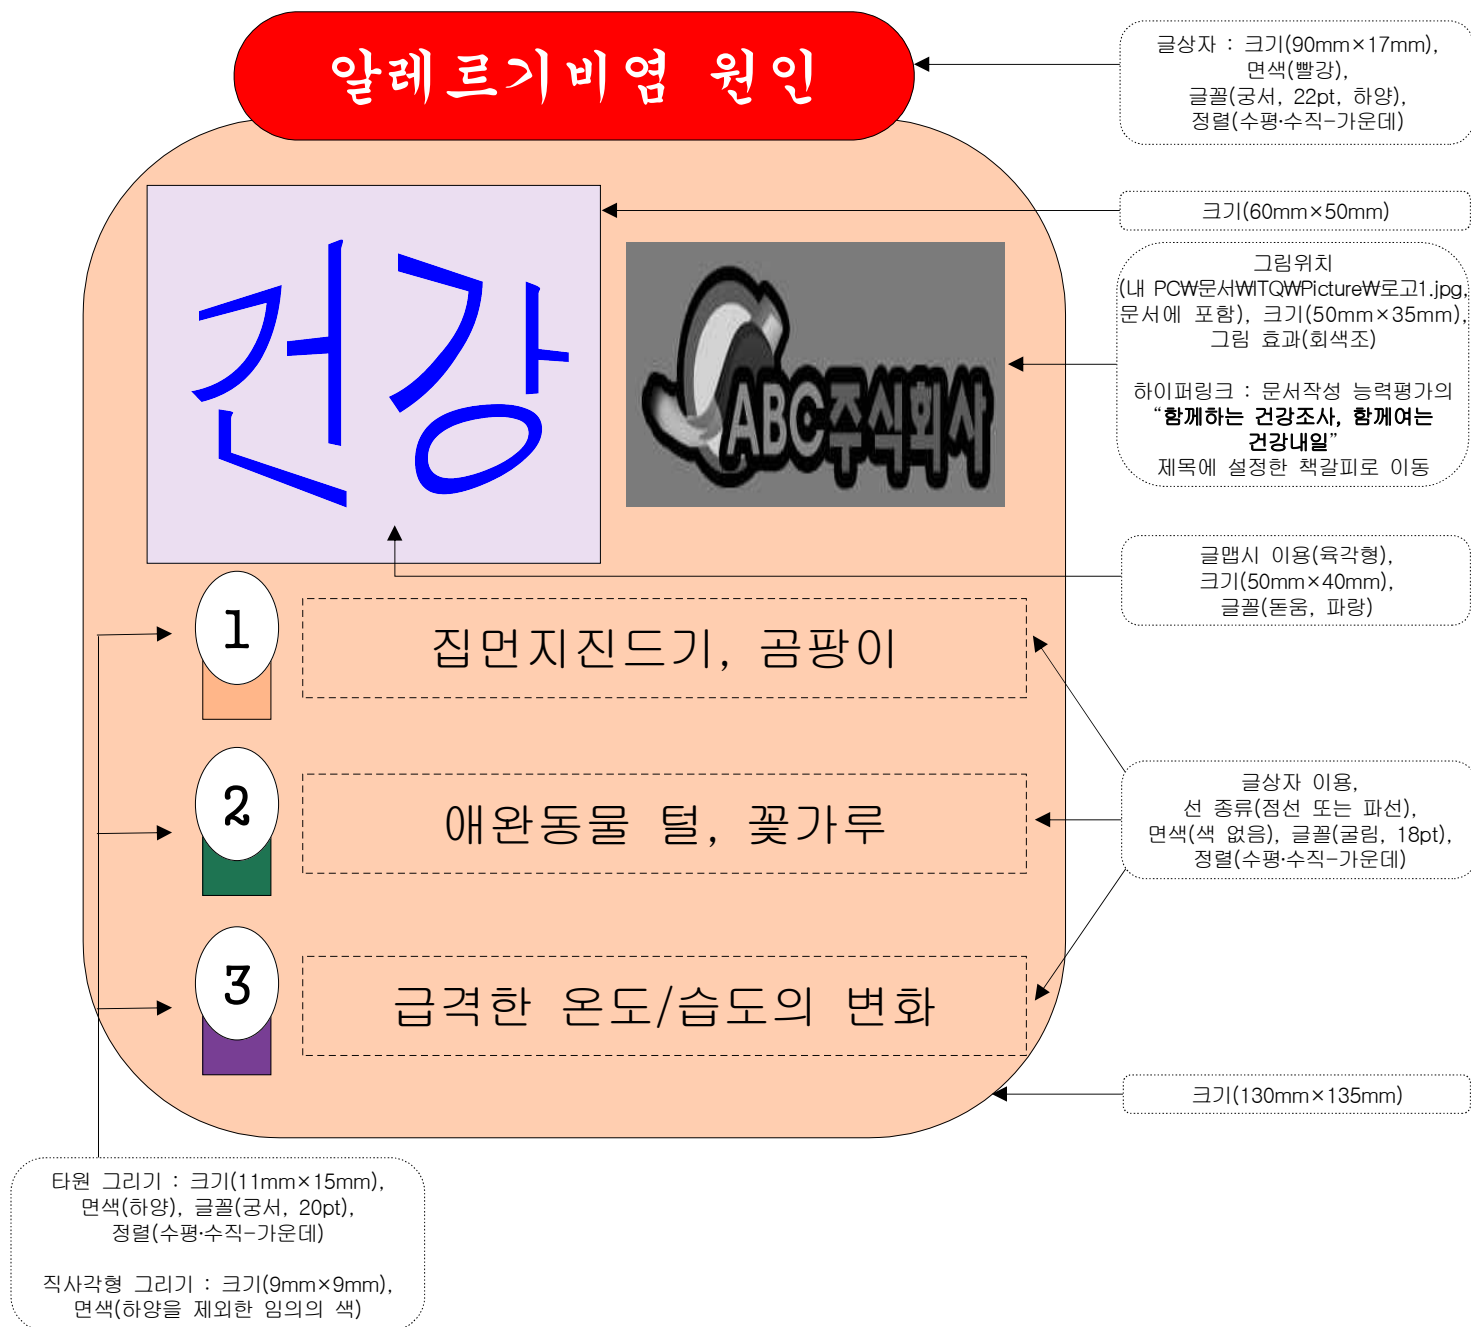 알레르기비염 원인
글상자 : 크기(90mm×17mm),
면색(빨강),
글꼴(궁서, 22pt, 하양),
정렬(수평·수직-가운데)
건강
크기(60mm×50mm)
ABC주식회사
그림위치
(내 PC₩문서₩ITQ₩Picture₩로고1.jpg,
문서에 포함), 크기(50mm×35mm),
그림 효과(회색조)
하이퍼링크 : 문서작성 능력평가의
“함께하는 건강조사, 함께여는
건강내일”
제목에 설정한 책갈피로 이동
글맵시 이용(육각형),
크기(50mm×40mm),
글꼴(돋움, 파랑)
1
집먼지진드기, 곰팡이
2
애완동물 털, 꽃가루
글상자 이용,
선 종류(점선 또는 파선),
면색(색 없음), 글꼴(굴림, 18pt),
정렬(수평·수직-가운데)
3
급격한 온도/습도의 변화
크기(130mm×135mm)
타원 그리기 : 크기(11mm×15mm),
면색(하양), 글꼴(궁서, 20pt),
정렬(수평·수직-가운데)
직사각형 그리기 : 크기(9mm×9mm),
면색(하양을 제외한 임의의 색)